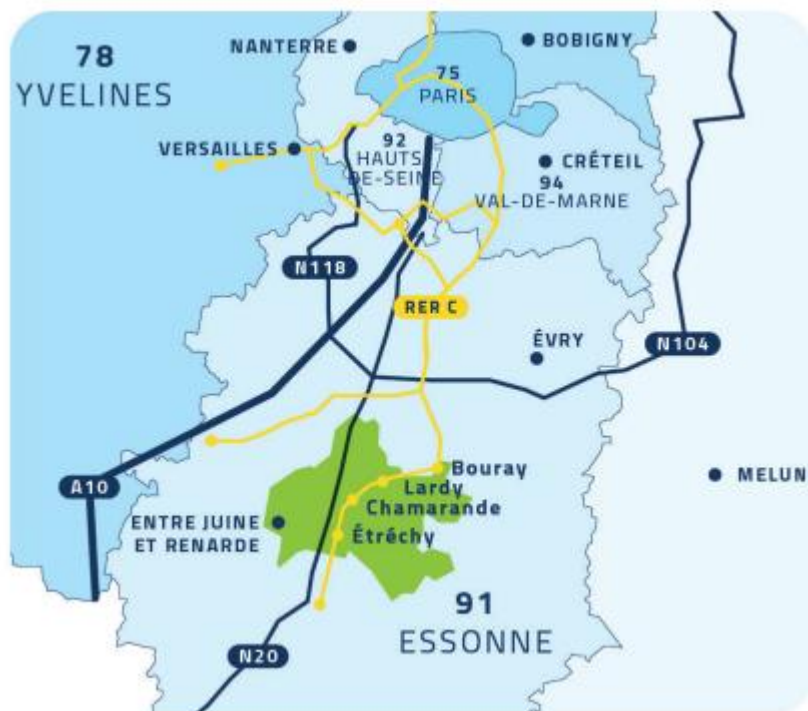 78
YVELINES
NANTERRE
BOBIGNY
75
PARIS
VERSAILLES
92
HAUTS
DE-SEINE
CRÉTEIL
94
VAL-DE-MARNE
N118
RER C
ÉVRY
N104
A10
Bouray
Lardy
Chamarande
Étréchy
MELUN
ENTRE JUINE
ET RENARDE
91
ESSONNE
N20